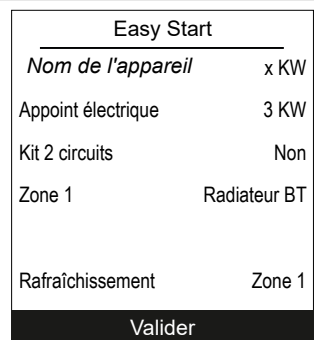 Easy Start
Nom de l'appareil x KW
Appoint électrique 3 KW
Kit 2 circuits Non
Zone 1 Radiateur BT
Rafraîchissement Zone 1
Valider